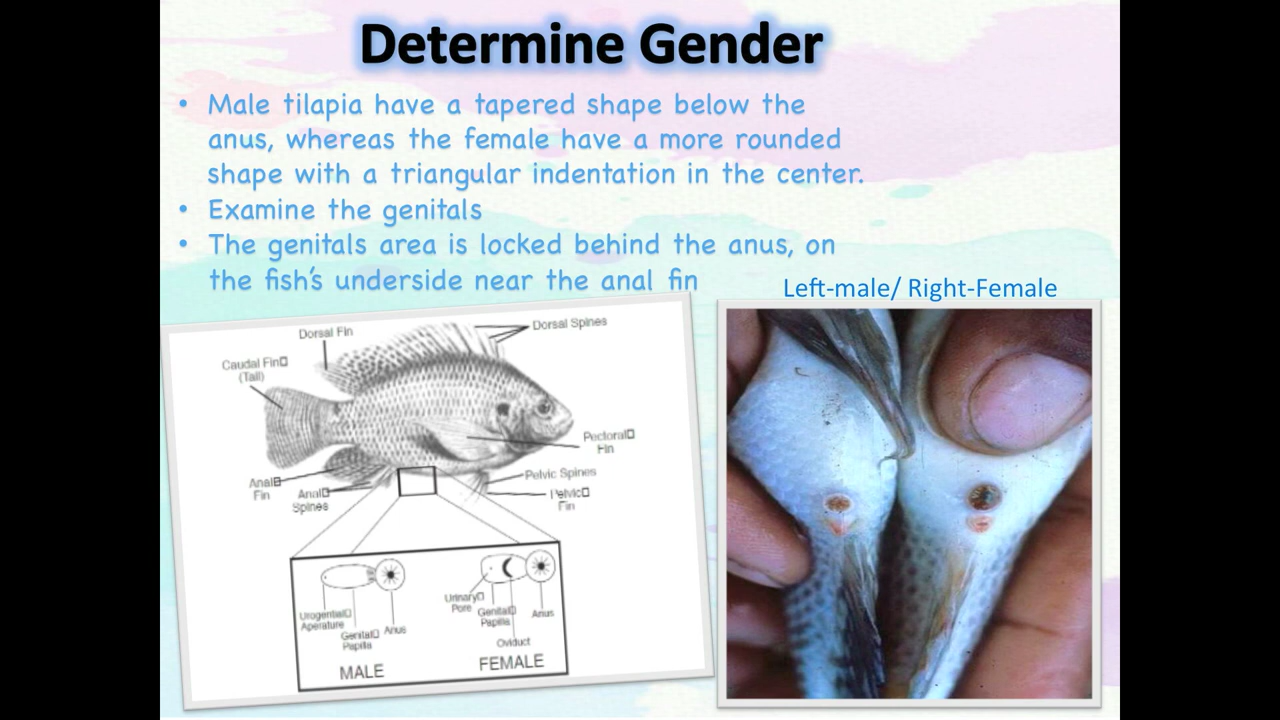 Determine Gender
• Male tilapia have a tapered shape below the
anus, whereas the female have a more rounded
shape with a triangular indentation in the center.
• Examine the genitals
• The genitals area is locked behind the anus, on
the fish's underside near the anal fin
Left-male/ Right-Female
Dorsal Fin
Dorsal Spines
Caudal Fin□
(Tail)
Pectoral□
Fin
Anal□
Fin
Anal□
Spines
Pelvic Spines
Pelvic□
Fin
Urogential□
Aperature
Genital□
Papilla
Anus
MALE
Urinary□
Pore
Genital□
Papilla
Anus
Oviduct
FEMALE